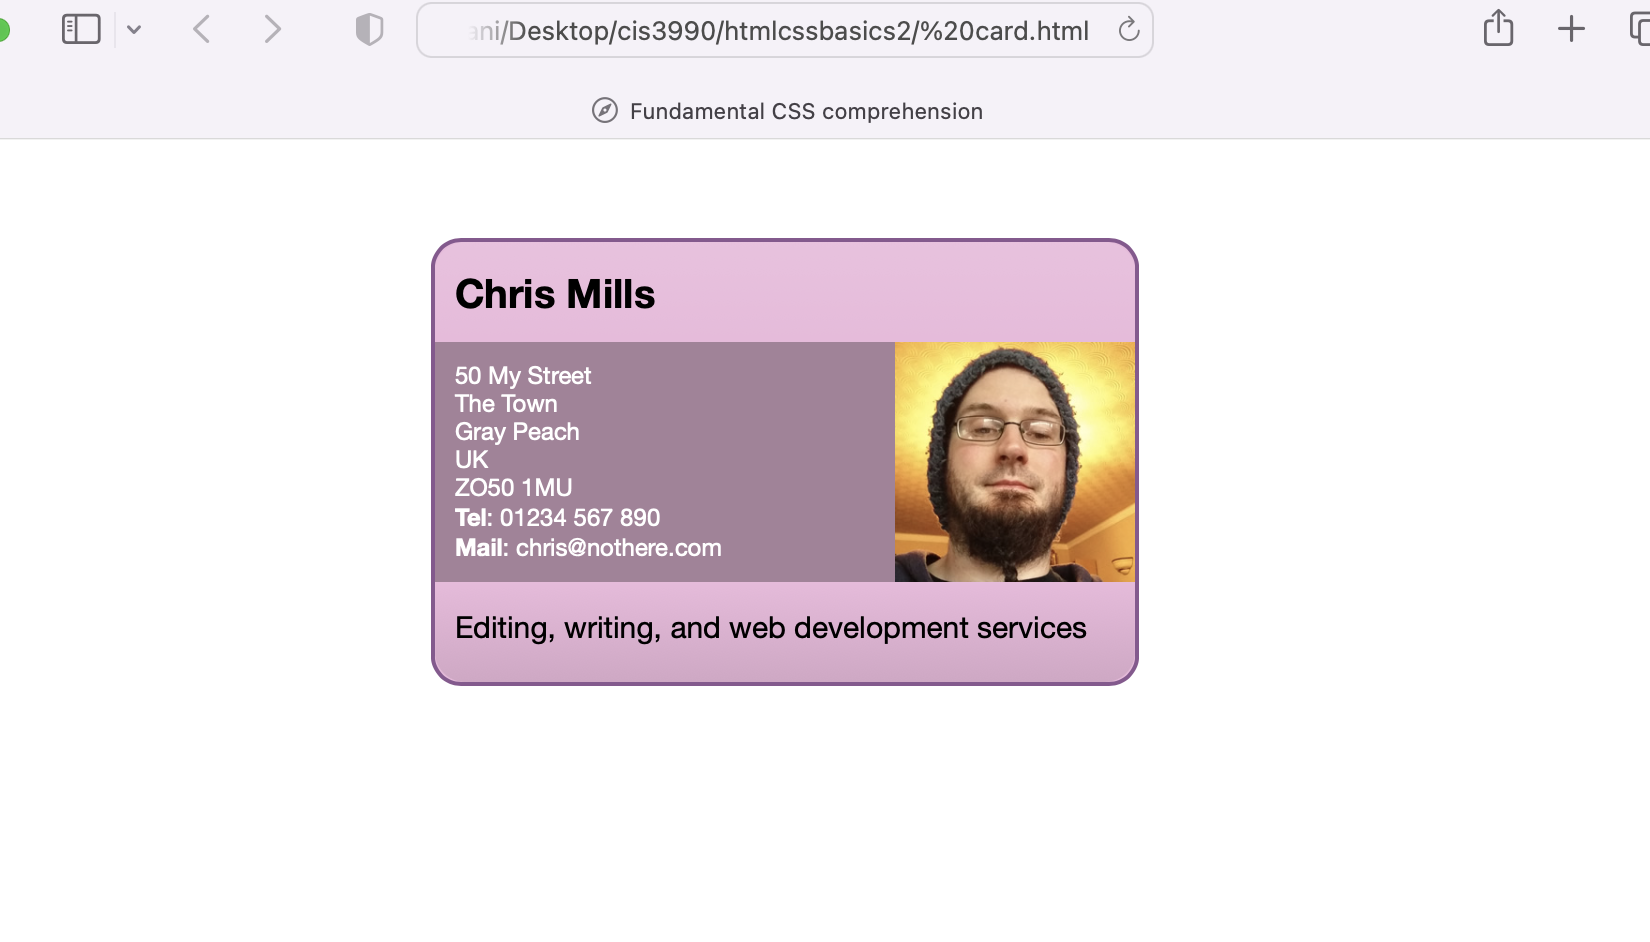 ani/Desktop/cis3990/htmlcssbasics2/%20card.html
Fundamental CSS comprehension
Chris Mills
50 My Street
The Town
Gray Peach
UK
ZO50 1MU
Tel: 01234 567 890
Mail: chris@nothere.com
Editing, writing, and web development services